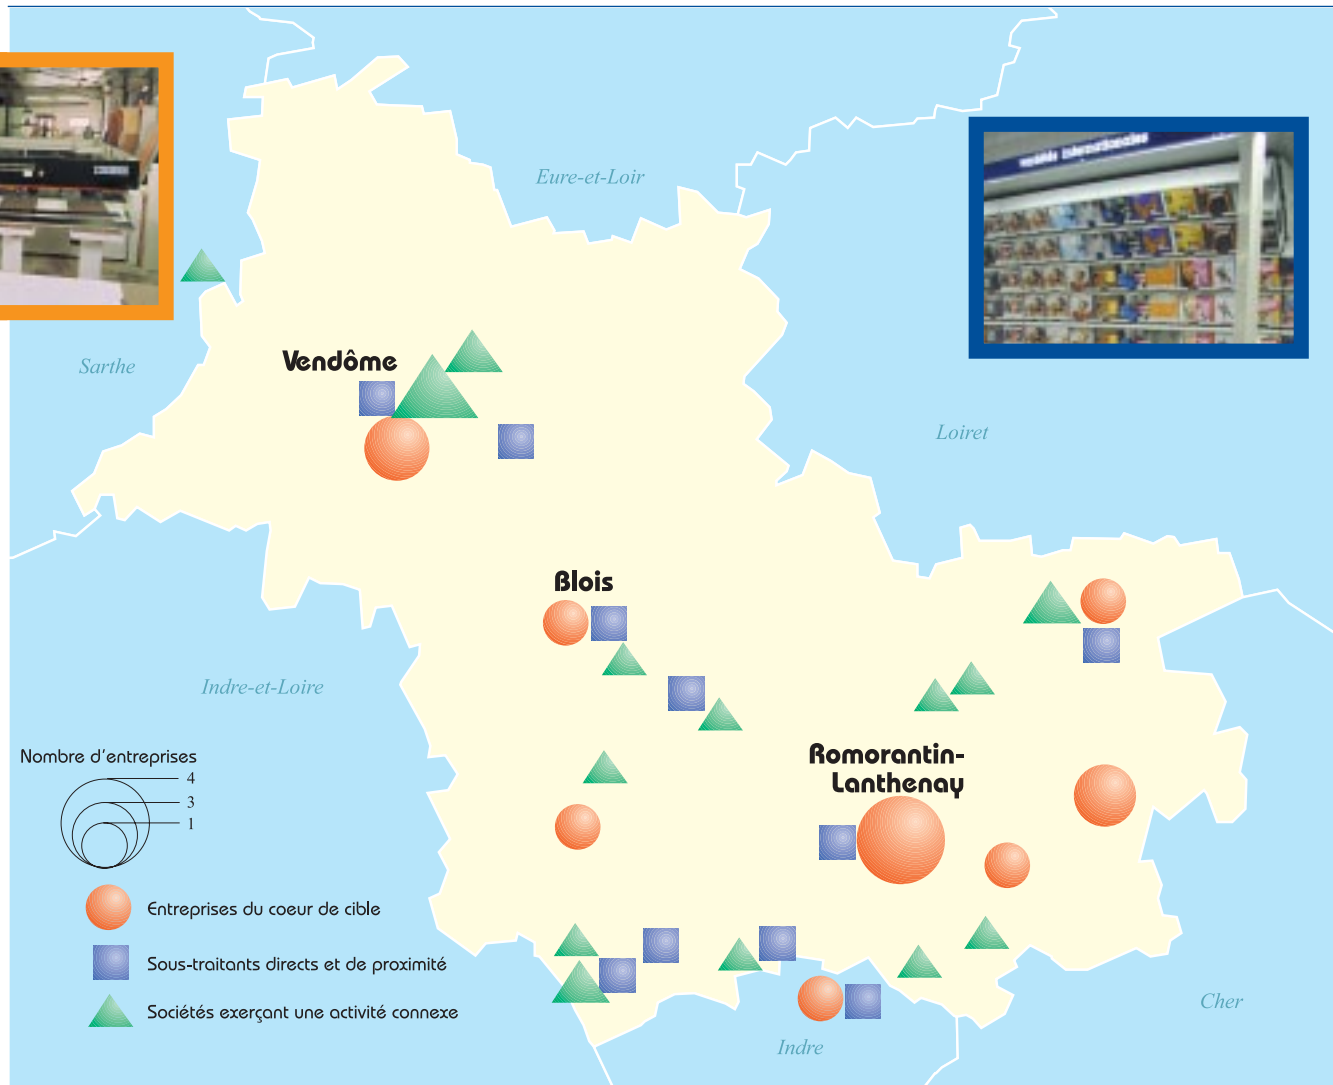 Eure-et-Loir
Sarthe
Vendôme
Loiret
Blois
Indre-et-Loire
Romorantin-
Lanthenay
Nombre d'entreprises
4
3
1
Entreprises du coeur de cible
Sous-traitants directs et de proximité
Sociétés exerçant une activité connexe
Cher
Indre